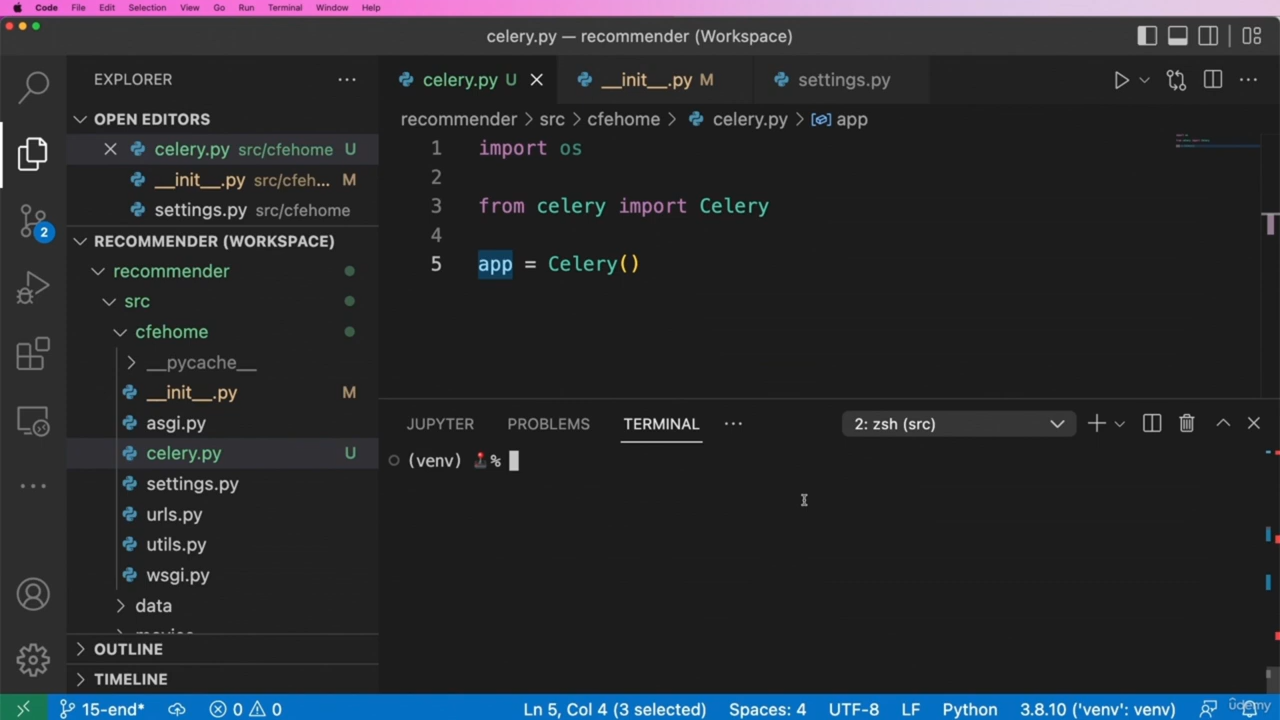 Code File Edit Selection View Go Run Terminal Window Help
celery.py — recommender (Workspace)
EXPLORER
celery.py U
__init__.py M
settings.py
OPEN EDITORS
recommender > src > cfehome > celery.py > app
celery.py src/cfehome U
__init__.py src/cfeh... M
settings.py src/cfehome
RECOMMENDER (WORKSPACE)
recommender
src
cfehome
__pycache__
__init__.py M
asgi.py
celery.py U
settings.py
urls.py
utils.py
wsgi.py
data
OUTLINE
TIMELINE
2
1 import os
2
3 from celery import Celery
4
5 app = Celery()
JUPYTER PROBLEMS TERMINAL
2: zsh (src)
(venv) %
15-end* 0 0 Ln 5, Col 4 (3 selected) Spaces: 4 UTF-8 LF Python 3.8.10 ('venv': venv)
udemy